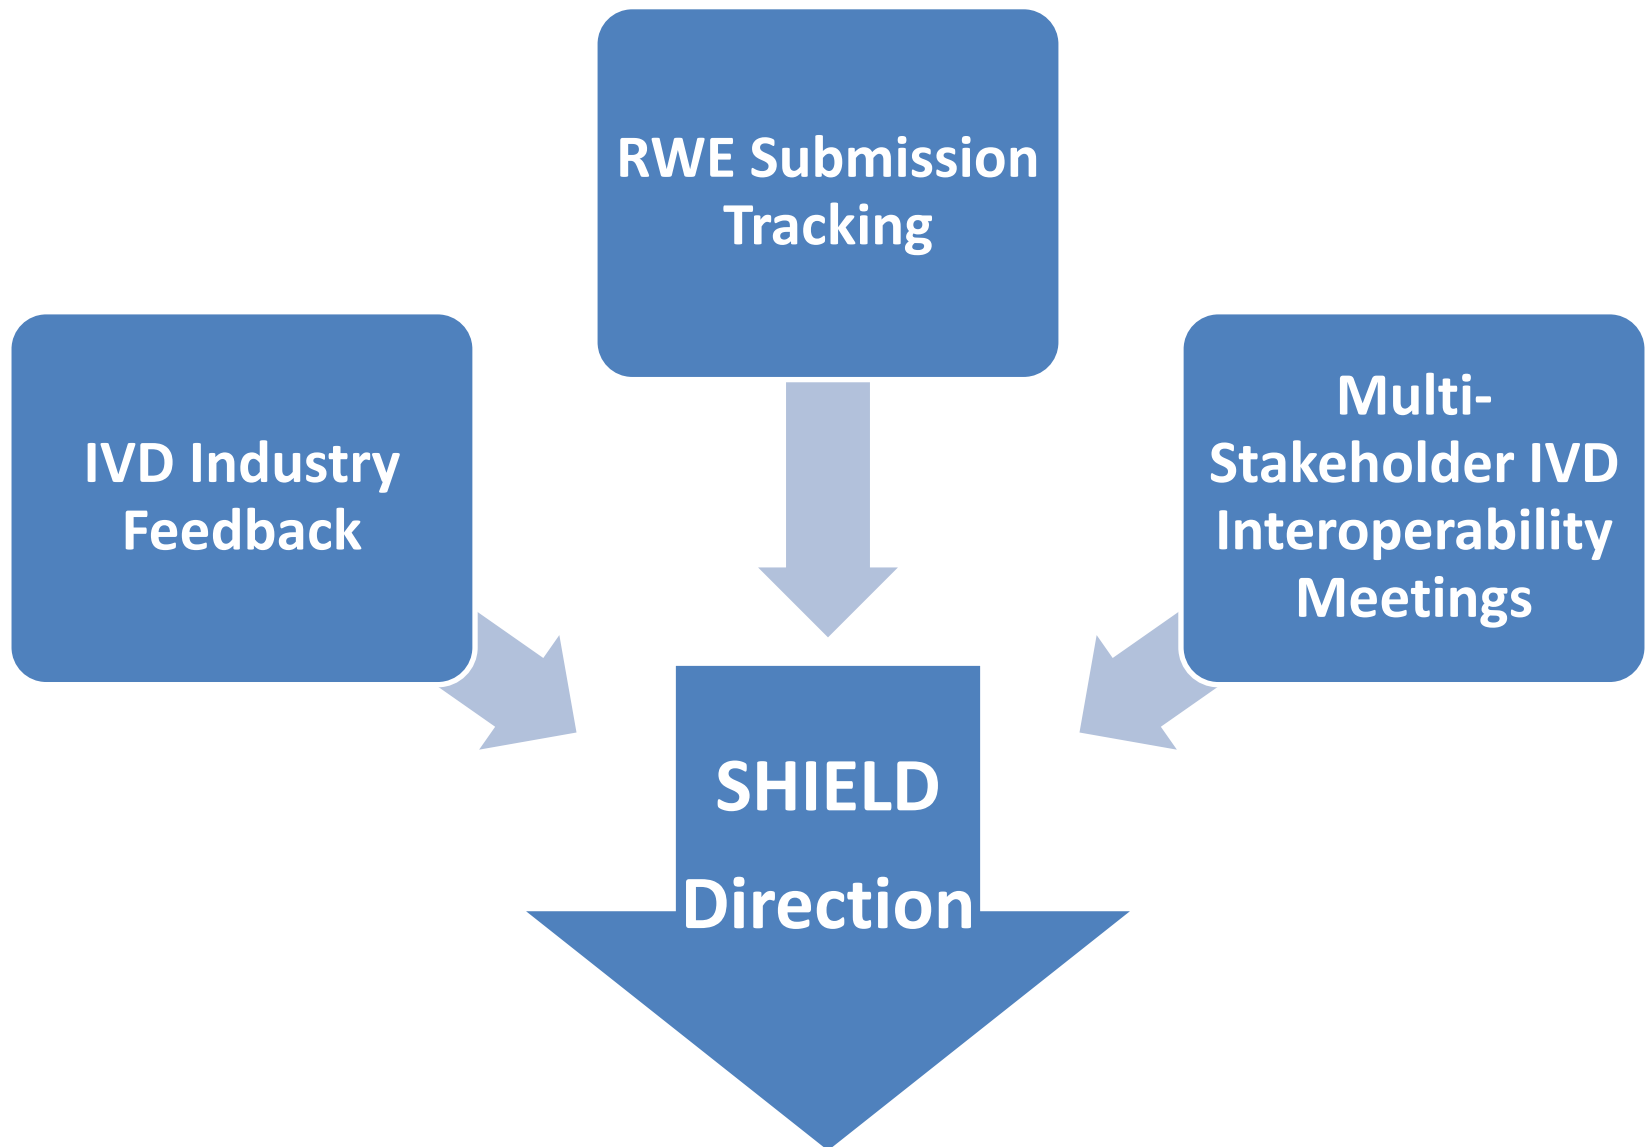 RWE Submission
Tracking
IVD Industry
Feedback
Multi-
Stakeholder IVD
Interoperability
Meetings
SHIELD
Direction